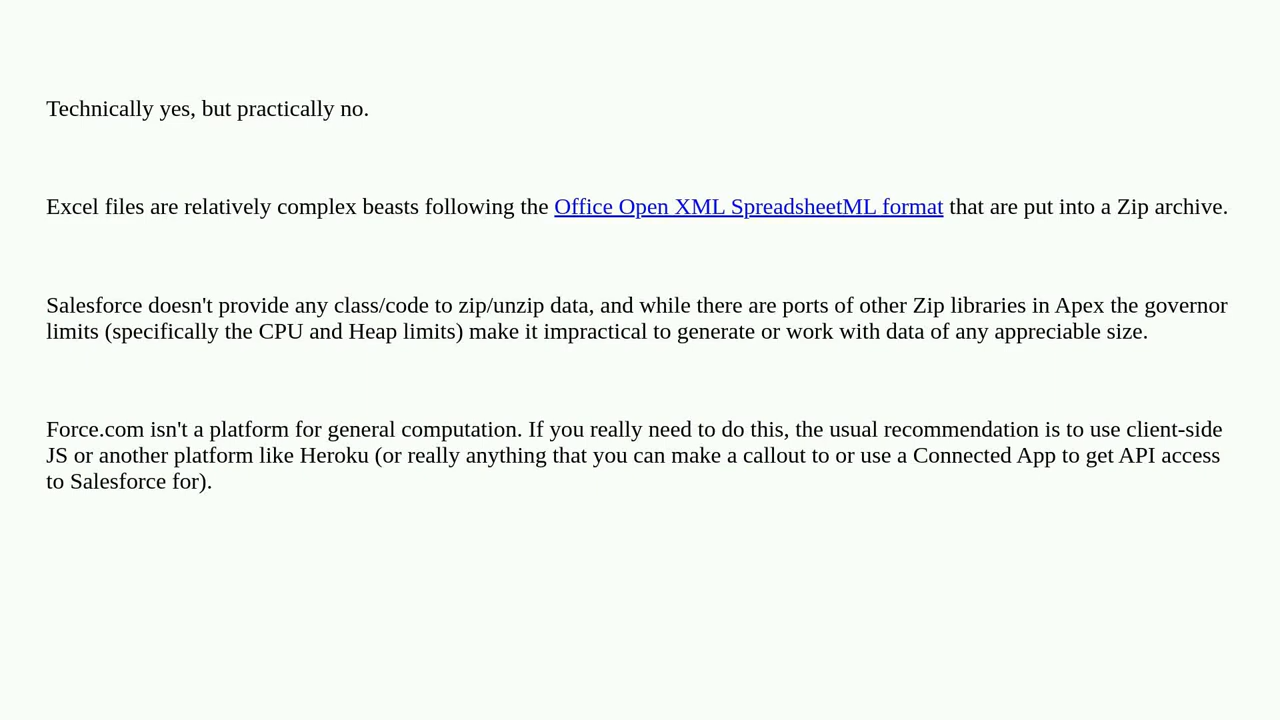 Technically yes, but practically no.
Excel files are relatively complex beasts following the Office Open XML SpreadsheetML format that are put into a Zip archive.
Salesforce doesn't provide any class/code to zip/unzip data, and while there are ports of other Zip libraries in Apex the governor
limits (specifically the CPU and Heap limits) make it impractical to generate or work with data of any appreciable size.
Force.com isn't a platform for general computation. If you really need to do this, the usual recommendation is to use client-side
JS or another platform like Heroku (or really anything that you can make a callout to or use a Connected App to get API access
to Salesforce for).